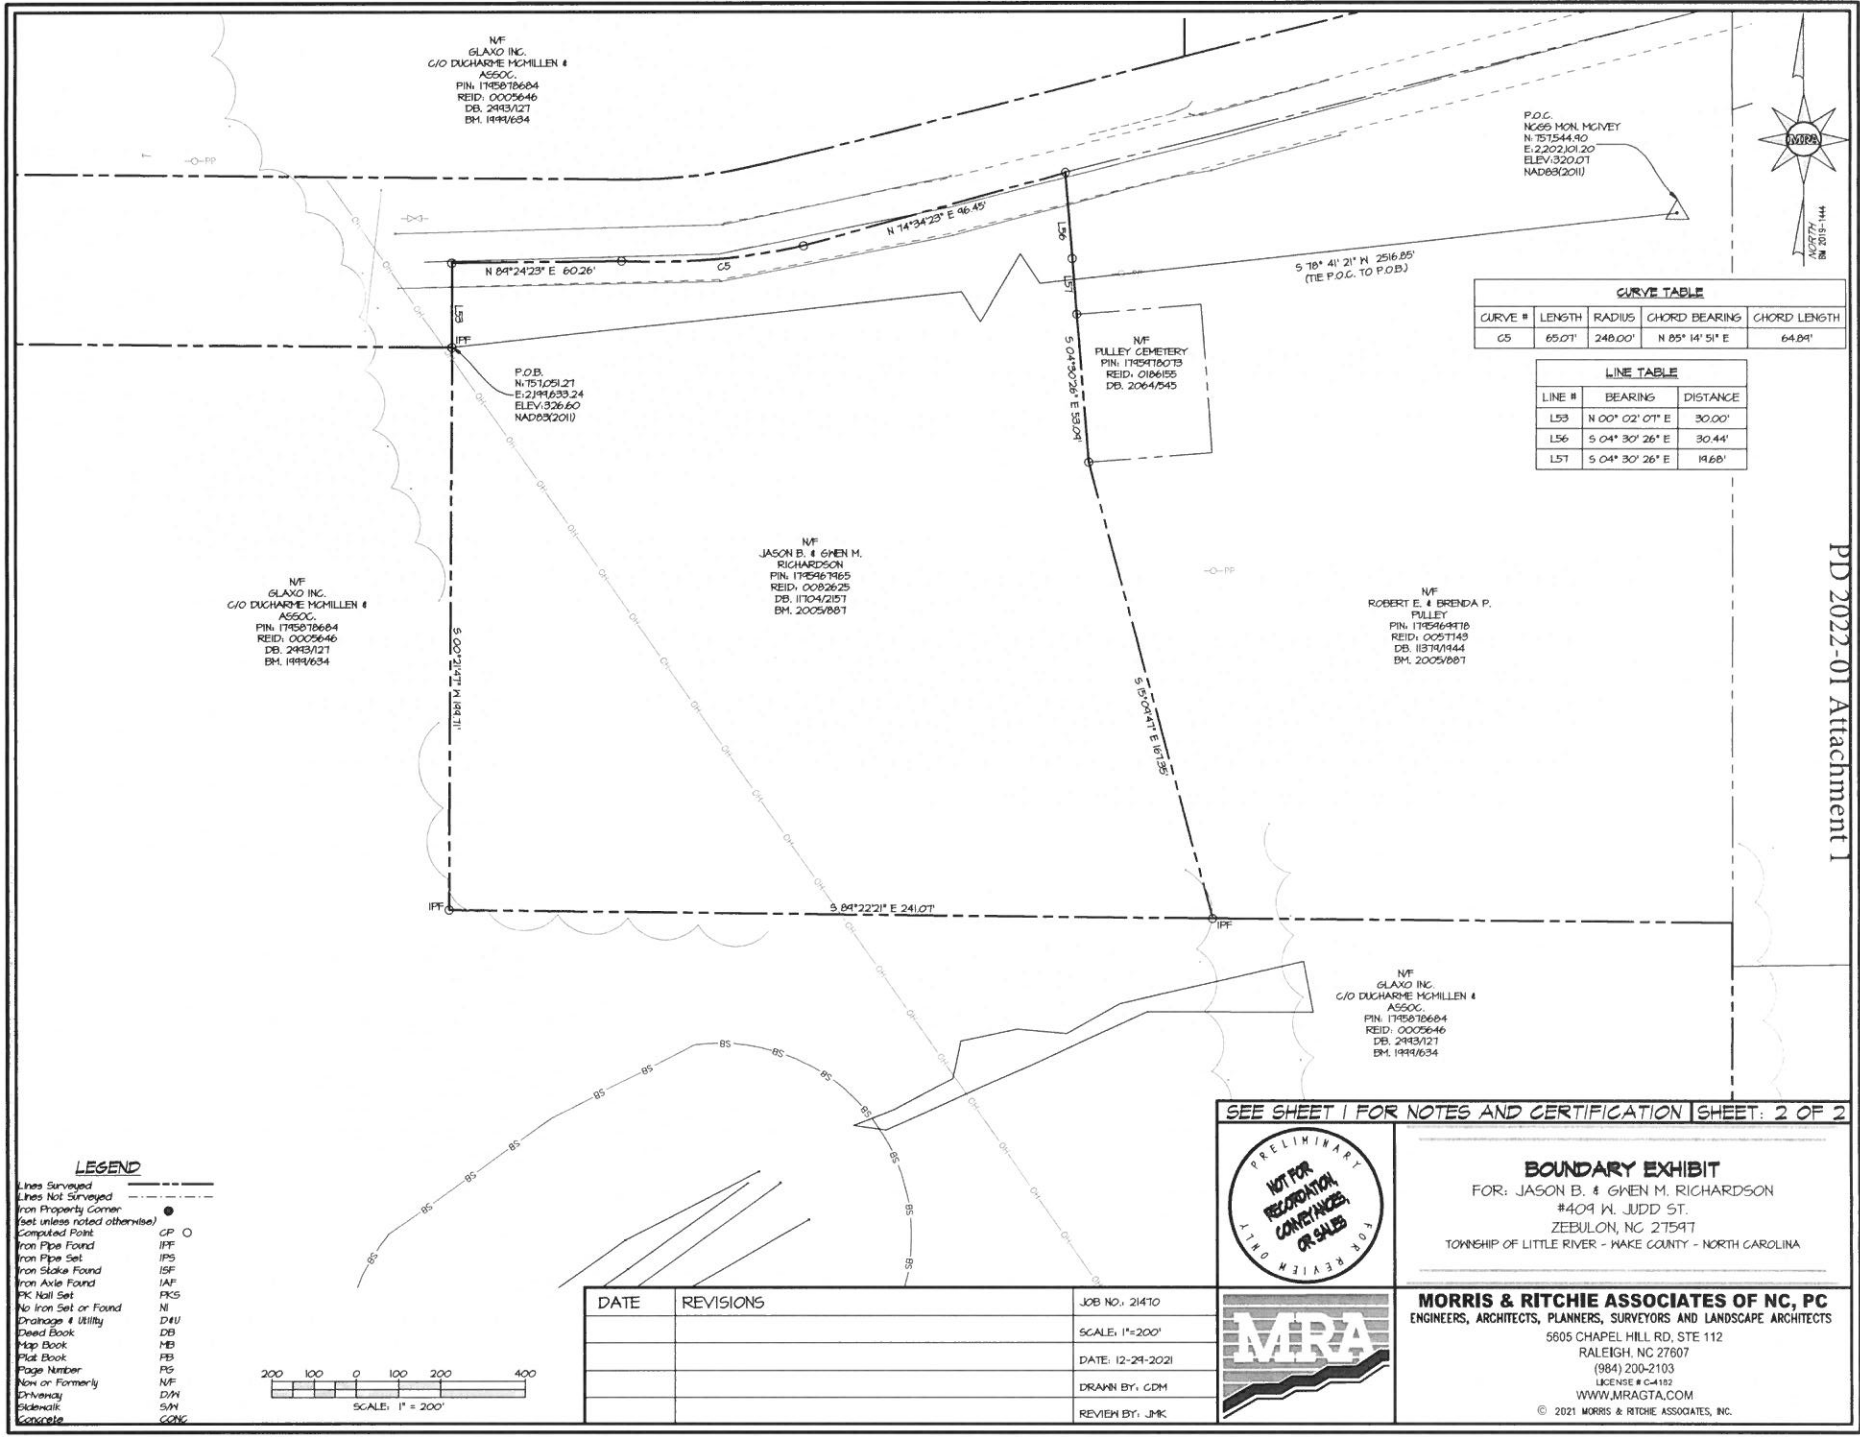 N/F
GLAXO INC.
C/O DUCHARME MCMILLEN &
ASSOC.
PIN: 1795878684
REID: 0005646
DB. 2993/127
BM. 1999/634
PP
P.O.C.
NCGS MON. MCIVEY
N: 757,544.90
E: 2,202,101.20
ELEV: 320.07
NAD83(2011)
MRA
NORTH
N 74°34'23" E 96.45'
N 89°24'23" E 60.26'
C5
L56
L57
L53
IPF
S 78° 41' 21" W 2516.85'
(TIE P.O.C. TO P.O.B.)
CURVE TABLE
CURVE # LENGTH RADIUS CHORD BEARING CHORD LENGTH
C5 65.07' 248.00' N 85° 14' 51" E 64.89'
LINE TABLE
LINE # BEARING DISTANCE
L53 N 00° 02' 07" E 30.00'
L56 S 04° 30' 26" E 30.44'
L57 S 04° 30' 26" E 19.68'
P.O.B.
N: 757,051.27
E: 2,199,633.24
ELEV: 326.60
NAD83(2011)
N/F
PULLEY CEMETERY
PIN: 1795978073
REID: 0186155
DB. 2064/545
S 04°30'26" E 53.09'
N/F
JASON B. & GWEN M.
RICHARDSON
PIN: 1795967965
REID: 0082625
DB. 11704/2157
BM. 2005/887
N/F
GLAXO INC.
C/O DUCHARME MCMILLEN &
ASSOC.
PIN: 1795878684
REID: 0005646
DB. 2993/127
BM. 1999/634
PP
N/F
ROBERT E. & BRENDA P.
PULLEY
PIN: 1795969978
REID: 0057743
DB. 11379/1944
BM. 2005/887
S 00°21'47" W 199.71'
S 15°09'47" E 167.35'
PD 2022-01 Attachment 1
IPF
S 89°22'21" E 241.07'
IPF
N/F
GLAXO INC.
C/O DUCHARME MCMILLEN &
ASSOC.
PIN: 1795878684
REID: 0005646
DB. 2993/127
BM. 1999/634
SEE SHEET 1 FOR NOTES AND CERTIFICATION SHEET: 2 OF 2
PRELIMINARY
NOT FOR
RECORDATION,
CONVEYANCES,
OR SALES
FOR REVIEW ONLY
BOUNDARY EXHIBIT
FOR: JASON B. & GWEN M. RICHARDSON
#409 W. JUDD ST.
ZEBULON, NC 27597
TOWNSHIP OF LITTLE RIVER - WAKE COUNTY - NORTH CAROLINA
LEGEND
Lines Surveyed
Lines Not Surveyed
Iron Property Corner
(set unless noted otherwise)
Computed Point CP
Iron Pipe Found IPF
Iron Pipe Set IPS
Iron Stake Found ISF
Iron Axle Found IAF
PK Nail Set PKS
No Iron Set or Found NI
Drainage & Utility D&U
Deed Book DB
Map Book MB
Plat Book PB
Page Number PG
Now or Formerly N/F
Driveway D/W
Sidewalk S/W
Concrete CONC
200 100 0 100 200 400
SCALE: 1" = 200'
DATE REVISIONS
JOB NO.: 21470
SCALE: 1"=200'
DATE: 12-29-2021
DRAWN BY: CDM
REVIEW BY: JMK
MRA
MORRIS & RITCHIE ASSOCIATES OF NC, PC
ENGINEERS, ARCHITECTS, PLANNERS, SURVEYORS AND LANDSCAPE ARCHITECTS
5605 CHAPEL HILL RD, STE 112
RALEIGH, NC 27607
(984) 200-2103
LICENSE # C-4182
WWW.MRAGTA.COM
© 2021 MORRIS & RITCHIE ASSOCIATES, INC.